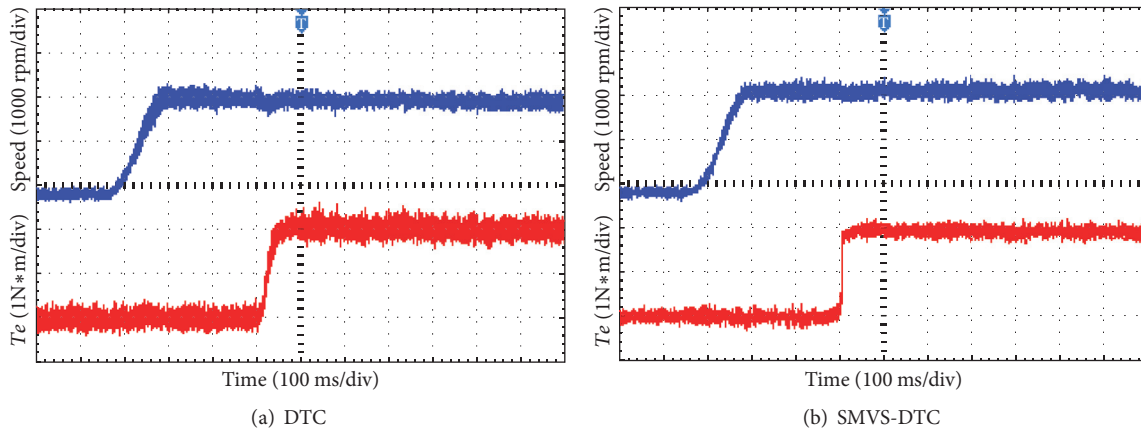 T
Speed (1000 rpm/div)
Te (1N*m/div)
Time (100 ms/div)
(a) DTC
T
Speed (1000 rpm/div)
Te (1N*m/div)
Time (100 ms/div)
(b) SMVS-DTC